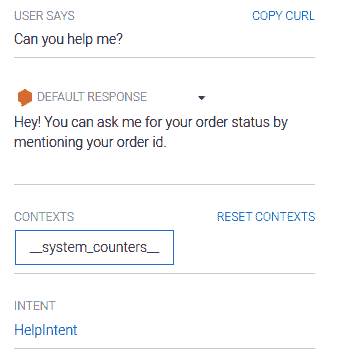 USER SAYS COPY CURL
Can you help me?
DEFAULT RESPONSE
Hey! You can ask me for your order status by
mentioning your order id.
CONTEXTS RESET CONTEXTS
__system_counters__
INTENT
HelpIntent